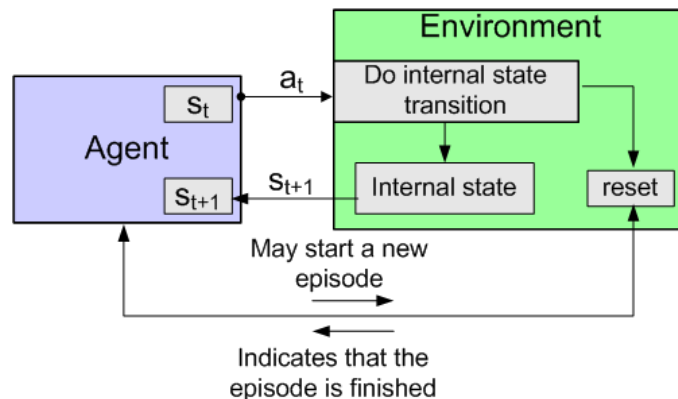 Environment
Do internal state
transition
a_t
s_t
Agent
s_{t+1}
s_{t+1}
Internal state
reset
May start a new
episode
Indicates that the
episode is finished